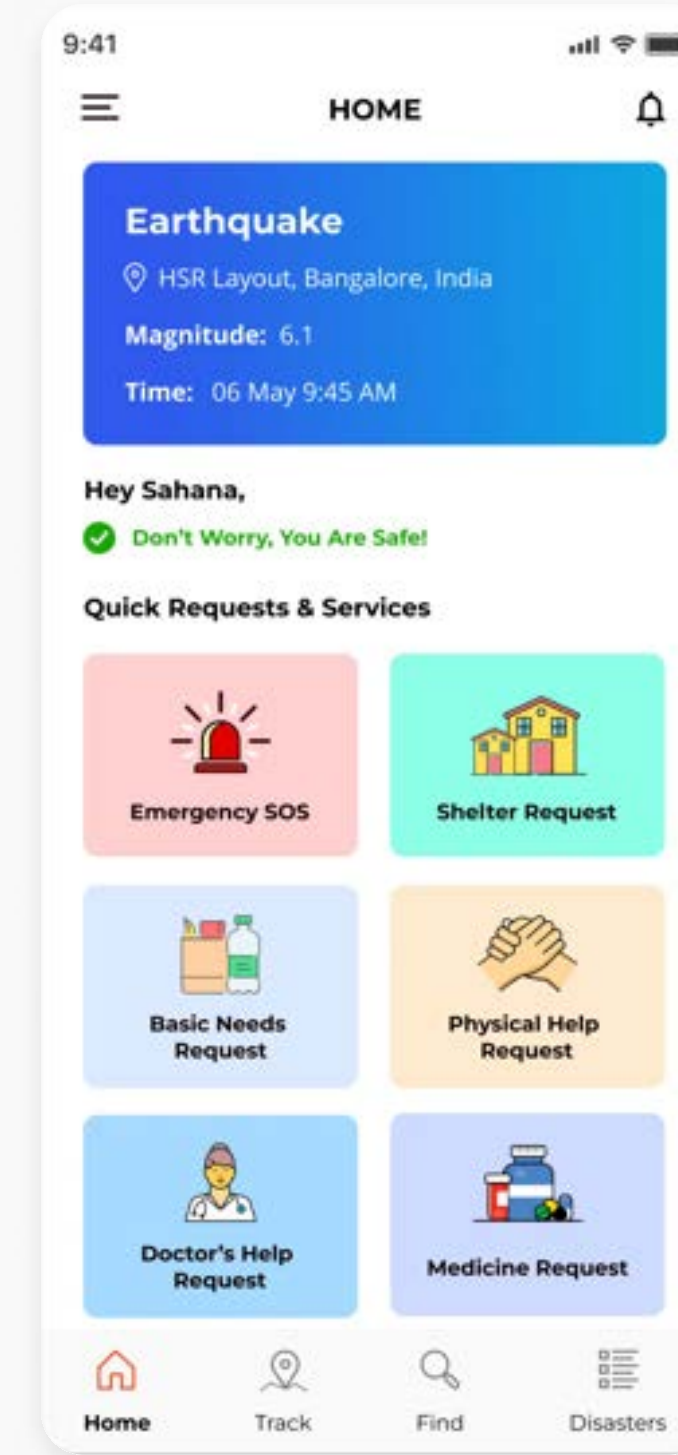 9:41
HOME
Earthquake
HSR Layout, Bangalore, India
Magnitude: 6.1
Time: 06 May 9:45 AM
Hey Sahana,
Don't Worry, You Are Safe!
Quick Requests & Services
Emergency SOS
Shelter Request
Basic Needs
Request
Physical Help
Request
Doctor's Help
Request
Medicine Request
Home
Track
Find
Disasters